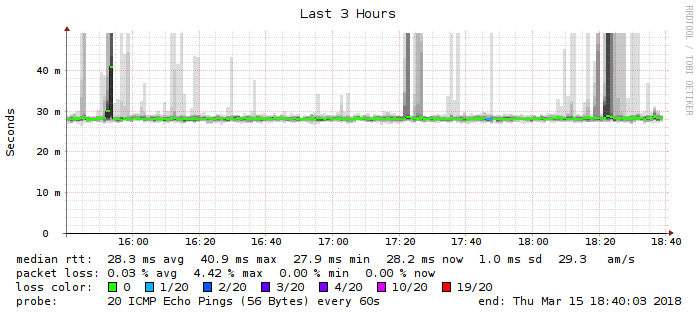 Last 3 Hours
RRDTOOL / TOBI OETIKER
Seconds
40 m
30 m
20 m
10 m
0
16:00 16:20 16:40 17:00 17:20 17:40 18:00 18:20 18:40
median rtt: 28.3 ms avg 40.9 ms max 27.9 ms min 28.2 ms now 1.0 ms sd 29.3 am/s
packet loss: 0.03 % avg 4.42 % max 0.00 % min 0.00 % now
loss color: 0 1/20 2/20 3/20 4/20 10/20 19/20
probe: 20 ICMP Echo Pings (56 Bytes) every 60s end: Thu Mar 15 18:40:03 2018